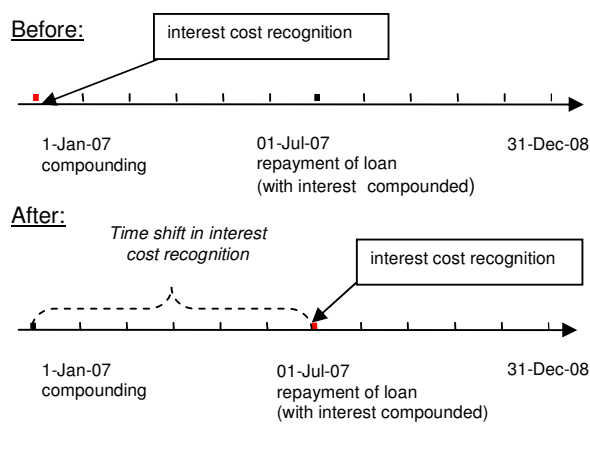 Before:
interest cost recognition
1-Jan-07
compounding
01-Jul-07
repayment of loan
(with interest compounded)
31-Dec-08
After:
Time shift in interest
cost recognition
interest cost recognition
1-Jan-07
compounding
01-Jul-07
repayment of loan
(with interest compounded)
31-Dec-08